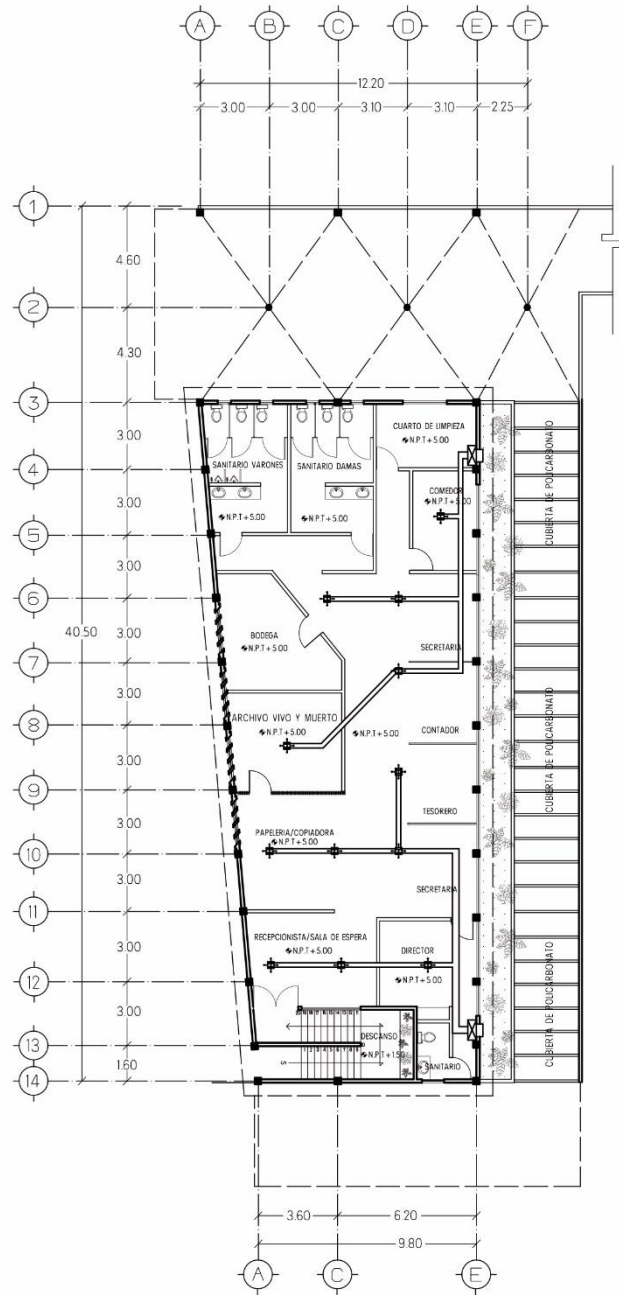 A B C D E F
12.20
3.00 3.00 3.10 3.10 2.25
1
4.60
2
4.30
3
3.00
4
3.00
5
3.00
6
3.00
7
3.00
8
3.00
9
3.00
10
3.00
11
3.00
12
3.00
13
1.60
14
40.50
CUARTO DE LIMPIEZA
N.P.T+5.00
SANITARIO VARONES
SANITARIO DAMAS
COMEDOR
N.P.T+5.00
N.P.T+5.00
N.P.T+5.00
CUBIERTA DE POLICARBONATO
BODEGA
N.P.T+5.00
SECRETARIA
ARCHIVO VIVO Y MUERTO
N.P.T+5.00
CONTADOR
N.P.T+5.00
CUBIERTA DE POLICARBONATO
TESORERO
PAPELERIA/COPIADORA
N.P.T+5.00
SECRETARIA
RECEPCIONISTA/SALA DE ESPERA
N.P.T+5.00
DIRECTOR
N.P.T+5.00
CUBIERTA DE POLICARBONATO
DESCANSO
N.P.T+1.50
SANITARIO
S
3.60 6.20
9.80
A C E